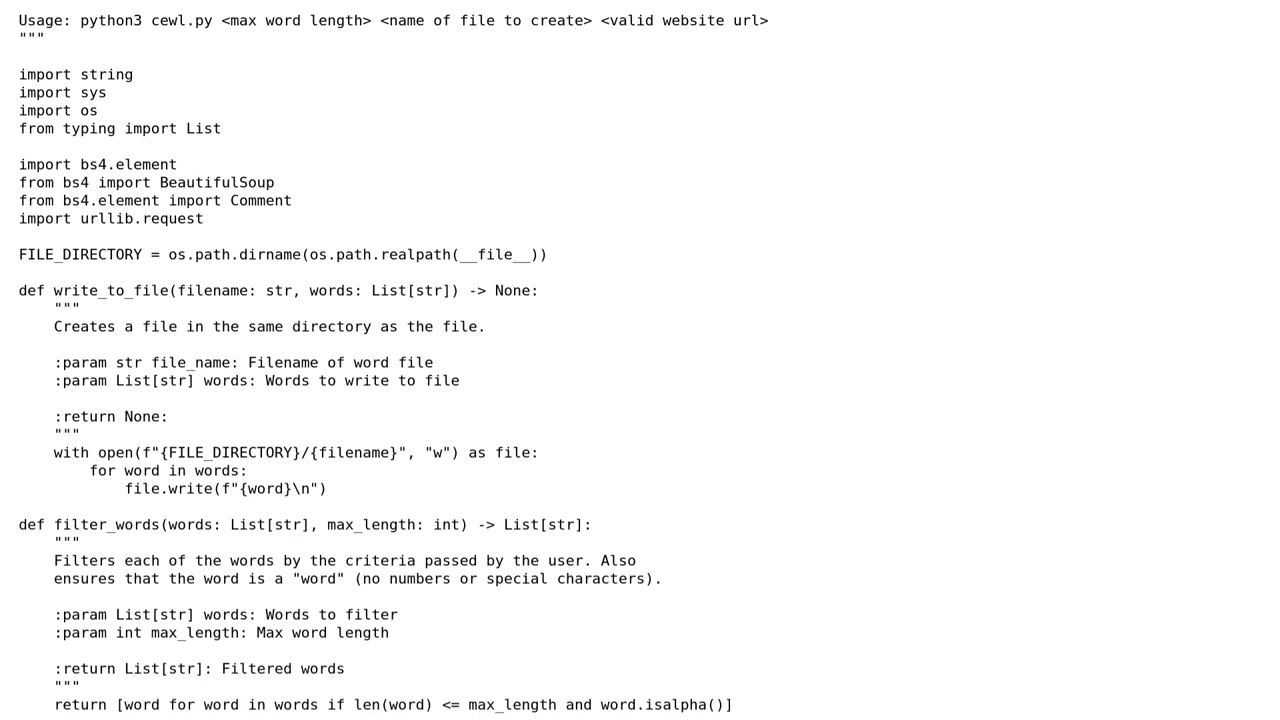 Usage: python3 cewl.py <max word length> <name of file to create> <valid website url>
"""
import string
import sys
import os
from typing import List
import bs4.element
from bs4 import BeautifulSoup
from bs4.element import Comment
import urllib.request
FILE_DIRECTORY = os.path.dirname(os.path.realpath(__file__))
def write_to_file(filename: str, words: List[str]) -> None:
    """
    Creates a file in the same directory as the file.
    :param str file_name: Filename of word file
    :param List[str] words: Words to write to file
    :return None:
    """
    with open(f"{FILE_DIRECTORY}/{filename}", "w") as file:
        for word in words:
            file.write(f"{word}\n")
def filter_words(words: List[str], max_length: int) -> List[str]:
    """
    Filters each of the words by the criteria passed by the user. Also
    ensures that the word is a "word" (no numbers or special characters).
    :param List[str] words: Words to filter
    :param int max_length: Max word length
    :return List[str]: Filtered words
    """
    return [word for word in words if len(word) <= max_length and word.isalpha()]